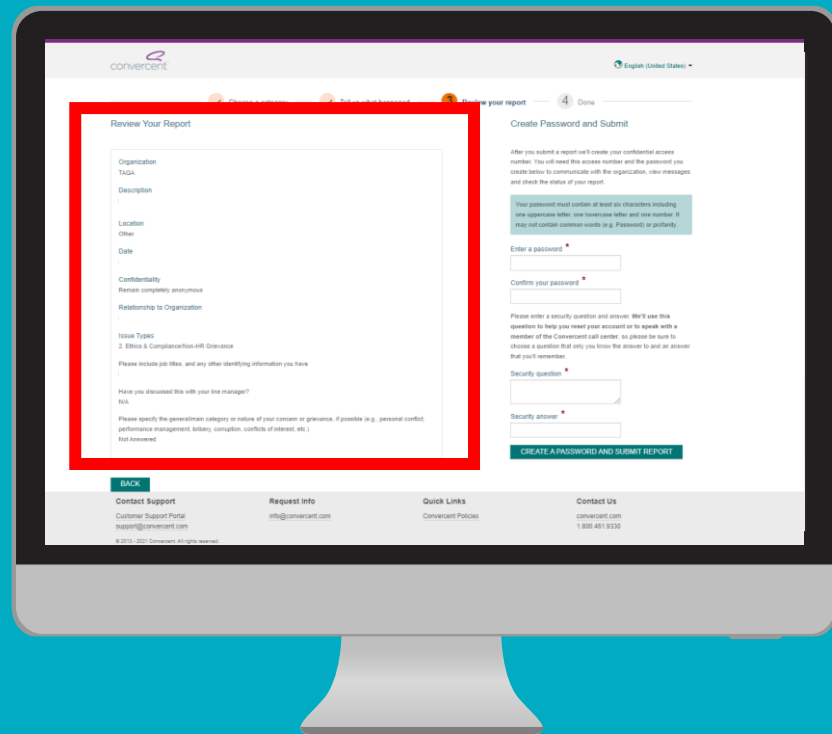 convercent
English (United States)
Choose a category
Tell us what happened
3 Review your report
4 Done
Review Your Report
Organization
TAQA
Description
Location
Other
Date
Confidentiality
Remain completely anonymous
Relationship to Organization
Issue Types
2. Ethics & Compliance/Non-HR Grievance
Please include job titles, and any other identifying information you have
Have you discussed this with your line manager?
N/A
Please specify the general/main category or nature of your concern or grievance, if possible (e.g., personal conflict,
performance management, bribery, corruption, conflicts of interest, etc.)
Not Answered
BACK
Create Password and Submit
After you submit a report we'll create your confidential access
number. You will need this access number and the password you
create below to communicate with the organization, view messages
and check the status of your report.
Your password must contain at least six characters including
one uppercase letter, one lowercase letter and one number. It
may not contain common words (e.g. Password) or profanity.
Enter a password *
Confirm your password *
Please enter a security question and answer. We'll use this
question to help you reset your account or to speak with a
member of the Convercent call center, so please be sure to
choose a question that only you know the answer to and an answer
that you'll remember.
Security question *
Security answer *
CREATE A PASSWORD AND SUBMIT REPORT
Contact Support
Customer Support Portal
support@convercent.com
Request Info
info@convercent.com
Quick Links
Convercent Policies
Contact Us
convercent.com
1.800.461.9330
© 2013 - 2021 Convercent. All rights reserved.